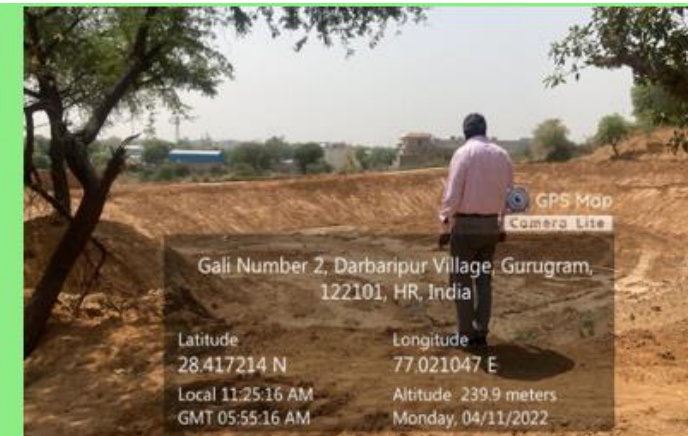 GPS Map
Camera Lite
Gali Number 2, Darbaripur Village, Gurugram,
122101, HR, India
Latitude
28.417214 N
Longitude
77.021047 E
Local 11:25:16 AM
GMT 05:55:16 AM
Altitude 239.9 meters
Monday, 04/11/2022